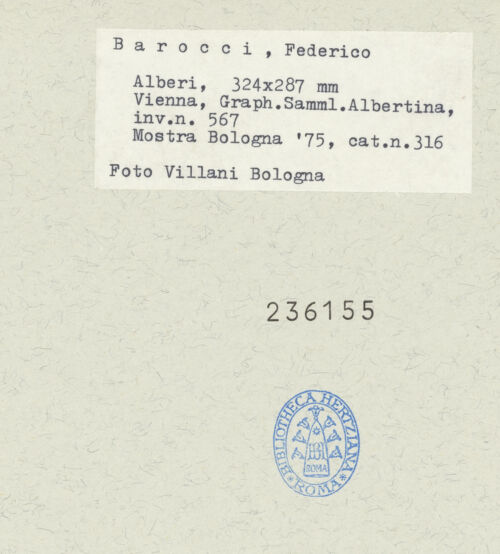 B a r o c c i , Federico
Alberi, 324x287 mm
Vienna, Graph.Samml.Albertina,
inv.n. 567
Mostra Bologna '75, cat.n.316
Foto Villani Bologna
236155
BIBLIOTHECA HERTZIANA
ROMA
* ROMA *